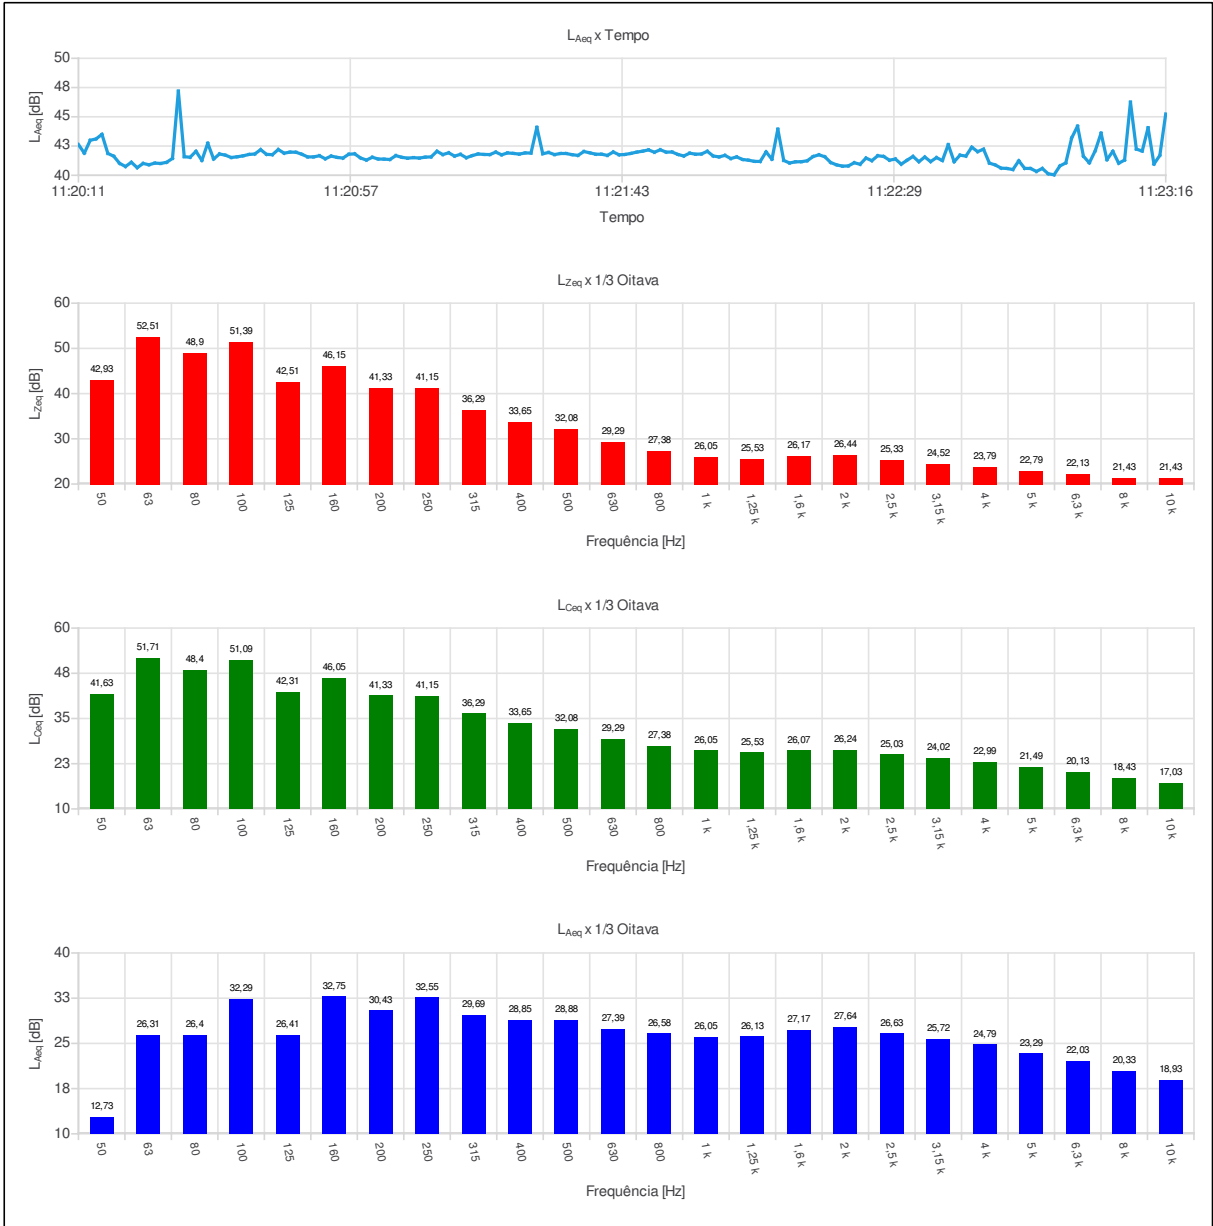 LAeq x Tempo
50
48
45
43
40
LAeq [dB]
11:20:11 11:20:57 11:21:43 11:22:29 11:23:16
Tempo
LZeq x 1/3 Oitava
60
50
40
30
20
LZeq [dB]
42,93 52,51 48,9 51,39 42,51 46,15 41,33 41,15 36,29 33,65 32,08 29,29 27,38 26,05 25,53 26,17 26,44 25,33 24,52 23,79 22,79 22,13 21,43 21,43
50 63 80 100 125 160 200 250 315 400 500 630 800 1 k 1,25 k 1,6 k 2 k 2,5 k 3,15 k 4 k 5 k 6,3 k 8 k 10 k
Frequência [Hz]
LCeq x 1/3 Oitava
60
48
35
23
10
LCeq [dB]
41,63 51,71 48,4 51,09 42,31 46,05 41,33 41,15 36,29 33,65 32,08 29,29 27,38 26,05 25,53 26,07 26,24 25,03 24,02 22,99 21,49 20,13 18,43 17,03
50 63 80 100 125 160 200 250 315 400 500 630 800 1 k 1,25 k 1,6 k 2 k 2,5 k 3,15 k 4 k 5 k 6,3 k 8 k 10 k
Frequência [Hz]
LAeq x 1/3 Oitava
40
33
25
18
10
LAeq [dB]
12,73 26,31 26,4 32,29 26,41 32,75 30,43 32,55 29,69 28,85 28,88 27,39 26,58 26,05 26,13 27,17 27,64 26,63 25,72 24,79 23,29 22,03 20,33 18,93
50 63 80 100 125 160 200 250 315 400 500 630 800 1 k 1,25 k 1,6 k 2 k 2,5 k 3,15 k 4 k 5 k 6,3 k 8 k 10 k
Frequência [Hz]